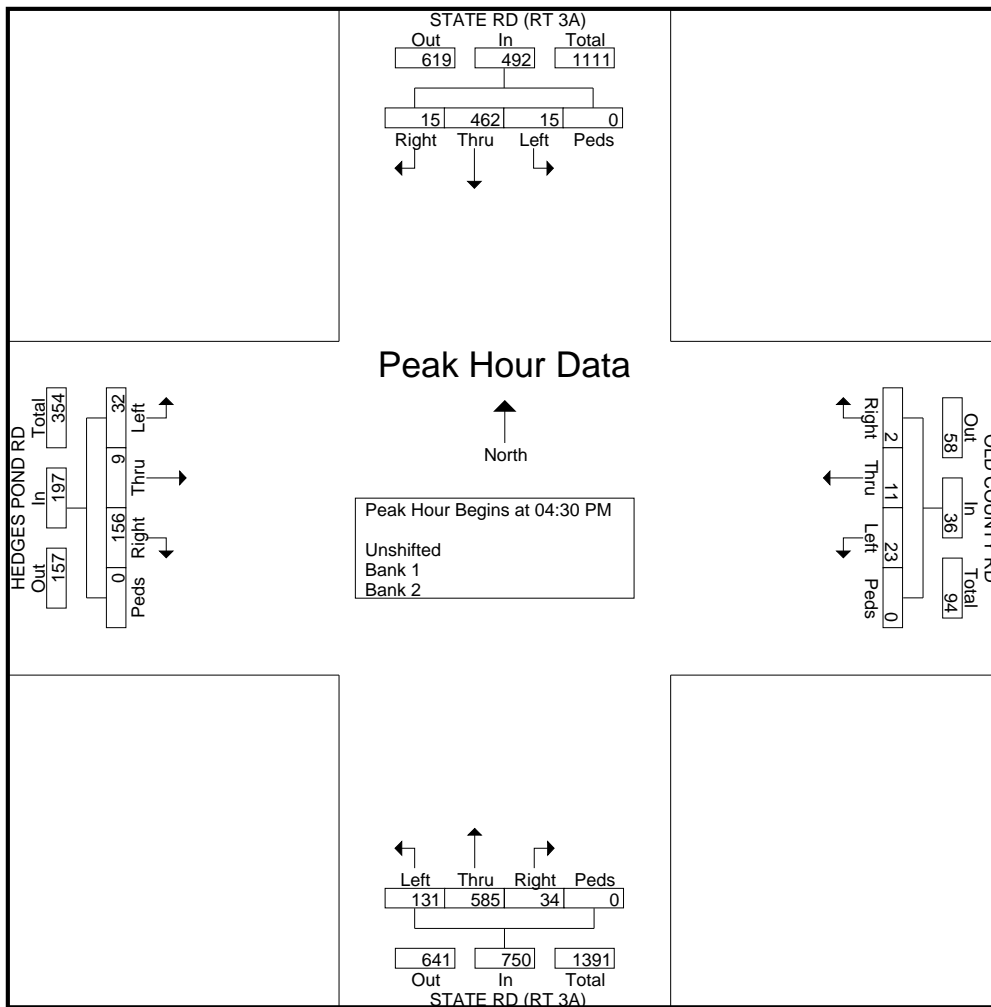 STATE RD (RT 3A)
Out In Total
619 492 1111
15 462 15 0
Right Thru Left Peds
Peak Hour Data
North
Peak Hour Begins at 04:30 PM
Unshifted
Bank 1
Bank 2
HEDGES POND RD
Out In Total
157 197 354
32 9 156 0
Left Thru Right Peds
OLD COUNTY RD
Out In Total
58 36 94
2 11 23 0
Right Thru Left Peds
Left Thru Right Peds
131 585 34 0
641 750 1391
Out In Total
STATE RD (RT 3A)